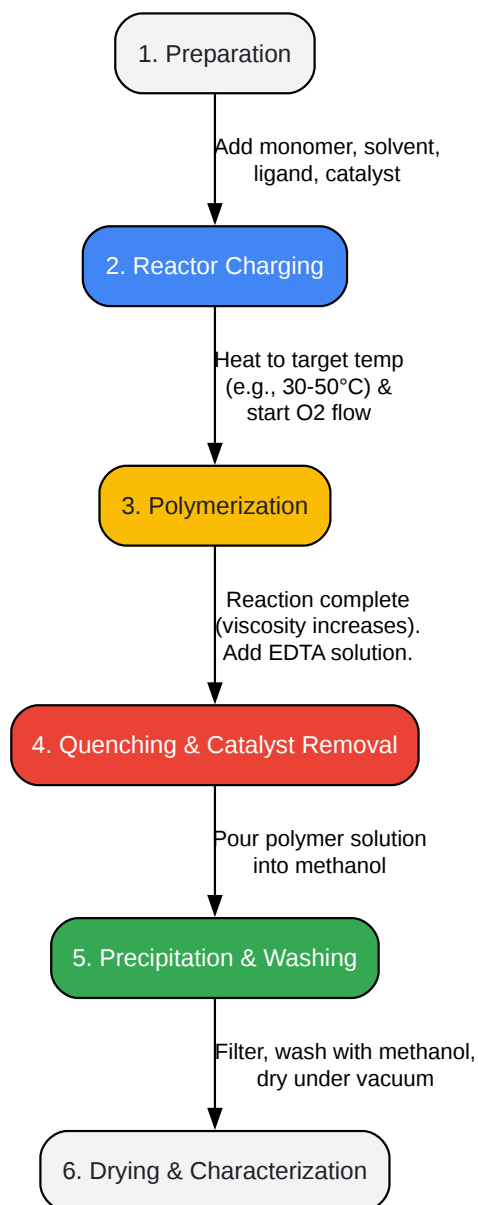 1. Preparation
Add monomer, solvent,
ligand, catalyst
2. Reactor Charging
Heat to target temp
(e.g., 30-50°C) &
start O2 flow
3. Polymerization
Reaction complete
(viscosity increases).
Add EDTA solution.
4. Quenching & Catalyst Removal
Pour polymer solution
into methanol
5. Precipitation & Washing
Filter, wash with methanol,
dry under vacuum
6. Drying & Characterization